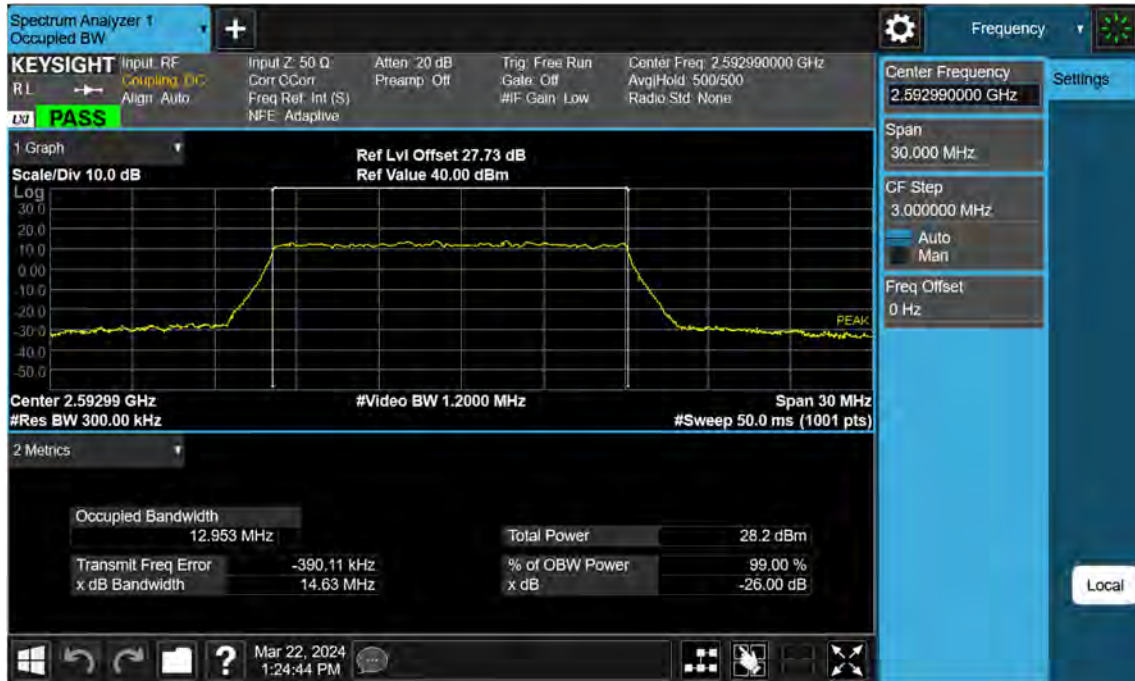 Spectrum Analyzer 1
Occupied BW
+
Frequency
KEYSIGHT
R L
LXI PASS
Input: RF
Coupling: DC
Align: Auto
Input Z: 50 Ω
Corr CCorr
Freq Ref: Int (S)
NFE: Adaptive
Atten: 20 dB
Preamp: Off
Trig: Free Run
Gate: Off
#IF Gain: Low
Center Freq: 2.592990000 GHz
Avg|Hold: 500/500
Radio Std: None
1 Graph
Scale/Div 10.0 dB
Ref Lvl Offset 27.73 dB
Ref Value 40.00 dBm
Log
30.0
20.0
10.0
0.00
-10.0
-20.0
-30.0
-40.0
-50.0
PEAK
Center 2.59299 GHz
#Video BW 1.2000 MHz
Span 30 MHz
#Res BW 300.00 kHz
#Sweep 50.0 ms (1001 pts)
2 Metrics
Occupied Bandwidth
12.953 MHz
Total Power 28.2 dBm
Transmit Freq Error -390.11 kHz
% of OBW Power 99.00 %
x dB Bandwidth 14.63 MHz
x dB -26.00 dB
?
Mar 22, 2024
1:24:44 PM
Center Frequency
2.592990000 GHz
Settings
Span
30.000 MHz
CF Step
3.000000 MHz
Auto
Man
Freq Offset
0 Hz
Local